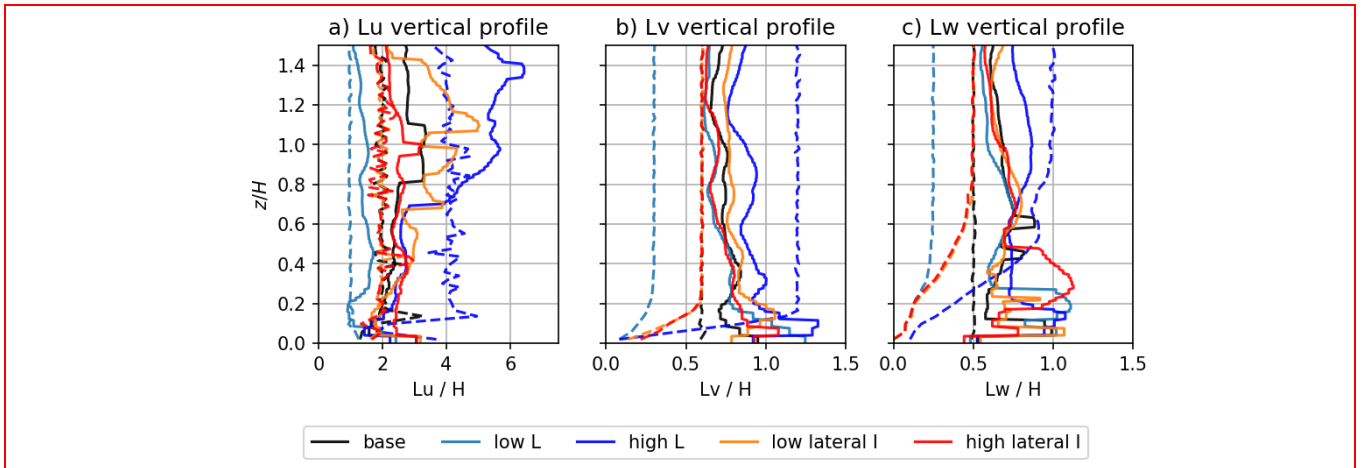 a) Lu vertical profile
b) Lv vertical profile
c) Lw vertical profile
z/H
1.4
1.2
1.0
0.8
0.6
0.4
0.2
0.0
0 2 4 6
0.0 0.5 1.0 1.5
0.0 0.5 1.0 1.5
Lu / H
Lv / H
Lw / H
base low L high L low lateral I high lateral I